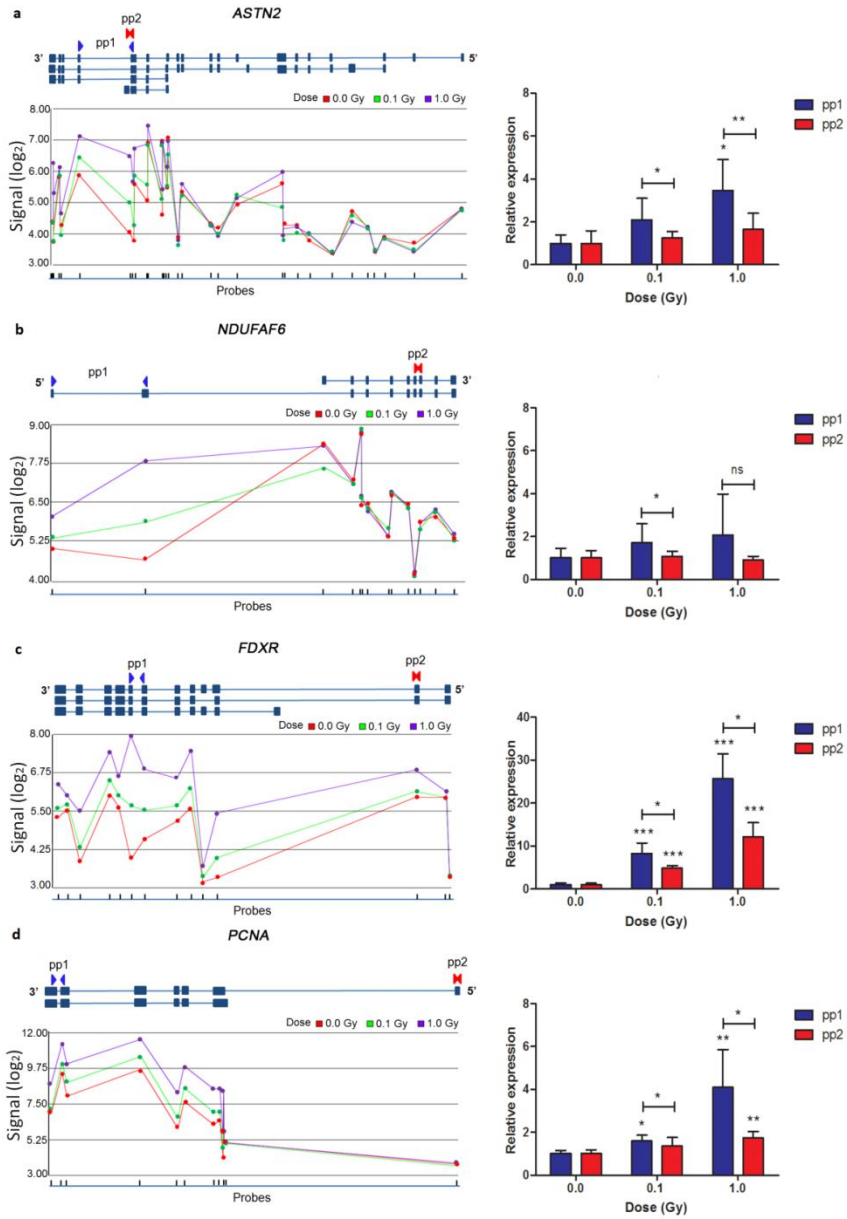 a
ASTN2
pp2
pp1
3’ 5’
Dose 0.0 Gy 0.1 Gy 1.0 Gy
Signal (log2)
8.00
7.00
6.00
5.00
4.00
3.00
Probes
Relative expression
8
6
4
2
0
* * **
0.0 0.1 1.0
Dose (Gy)
pp1
pp2
b
NDUFAF6
pp2
pp1
5’ 3’
Dose 0.0 Gy 0.1 Gy 1.0 Gy
Signal (log2)
9.00
7.75
6.50
5.25
4.00
Probes
Relative expression
8
6
4
2
0
* ns
0.0 0.1 1.0
Dose (Gy)
pp1
pp2
c
FDXR
pp1 pp2
3’ 5’
Dose 0.0 Gy 0.1 Gy 1.0 Gy
Signal (log2)
8.00
6.75
5.50
4.25
3.00
Probes
Relative expression
40
30
20
10
0
*** * *** *** * ***
0.0 0.1 1.0
Dose (Gy)
pp1
pp2
d
PCNA
pp1 pp2
3’ 5’
Dose 0.0 Gy 0.1 Gy 1.0 Gy
Signal (log2)
12.00
9.75
7.50
5.25
3.00
Probes
Relative expression
8
6
4
2
0
* * ** * **
0.0 0.1 1.0
Dose (Gy)
pp1
pp2